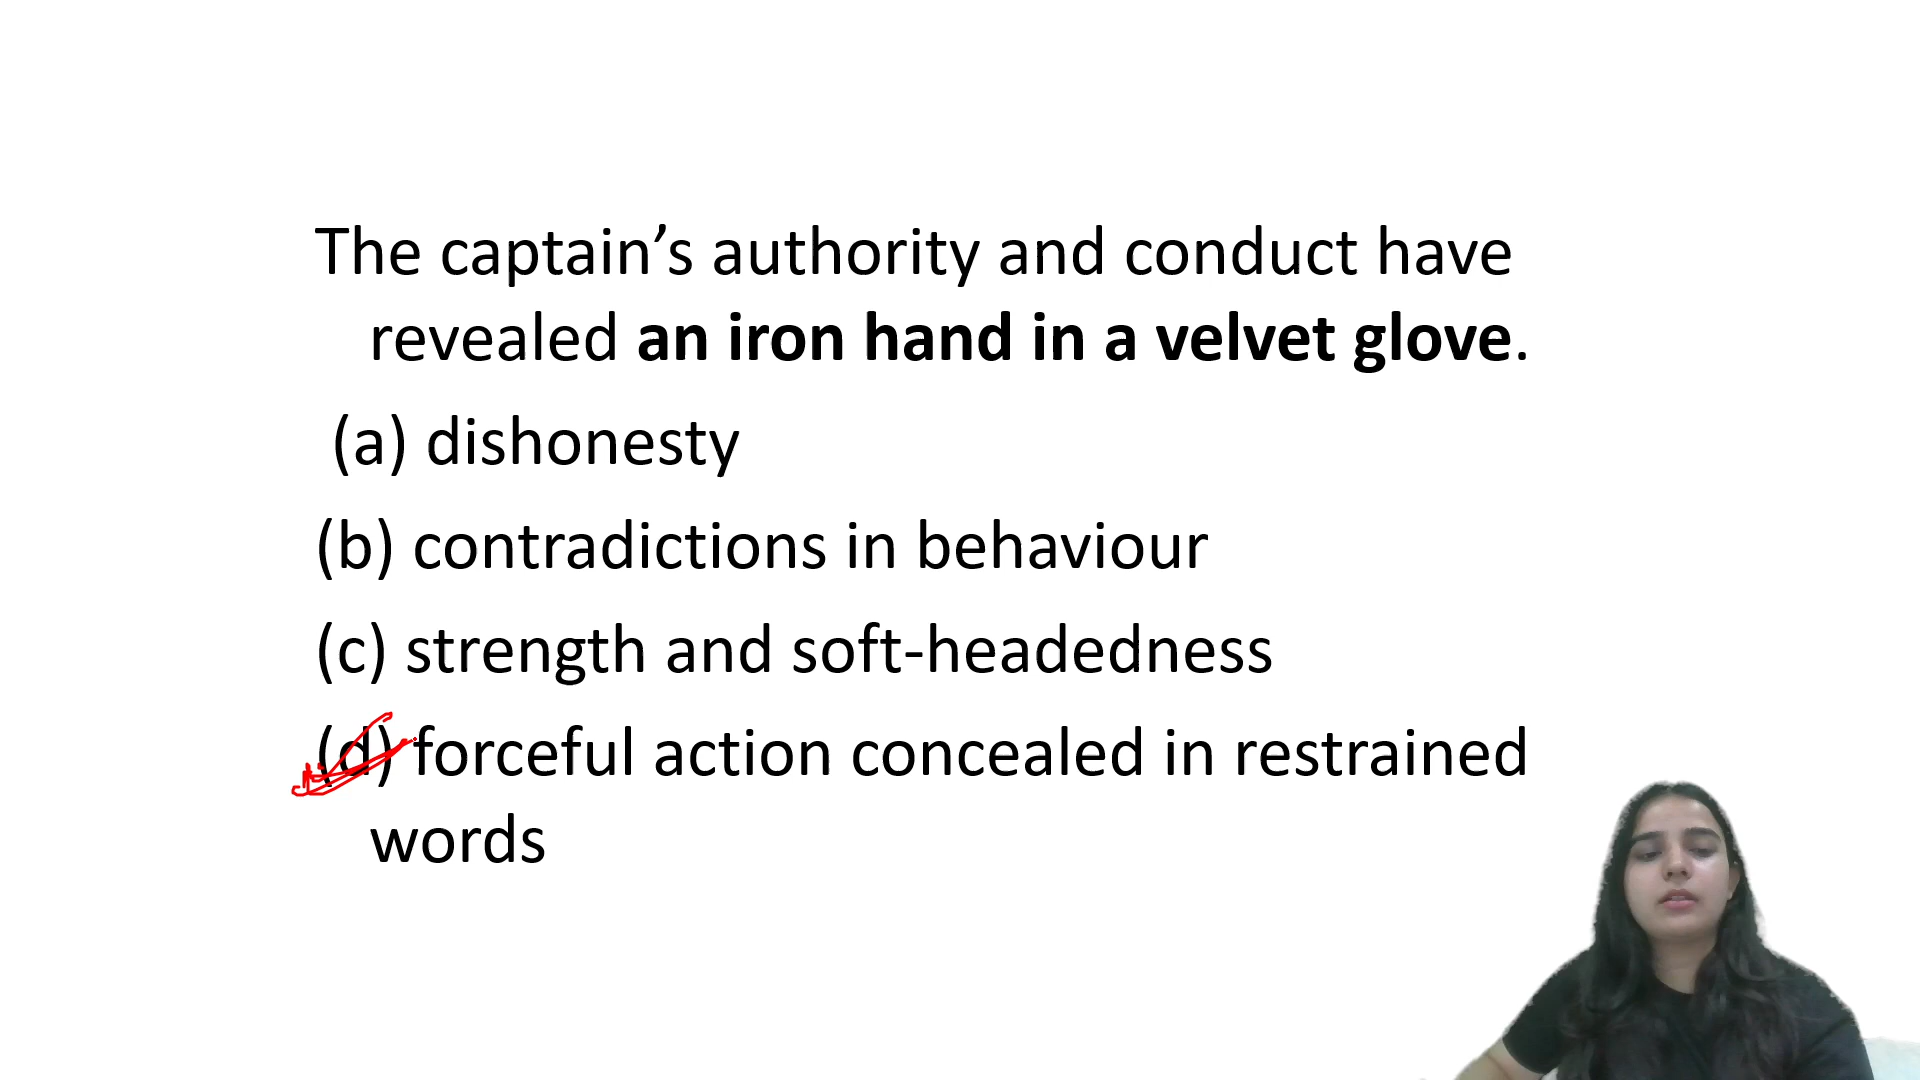 The captain’s authority and conduct have
revealed an iron hand in a velvet glove.
(a) dishonesty
(b) contradictions in behaviour
(c) strength and soft-headedness
(d) forceful action concealed in restrained
words